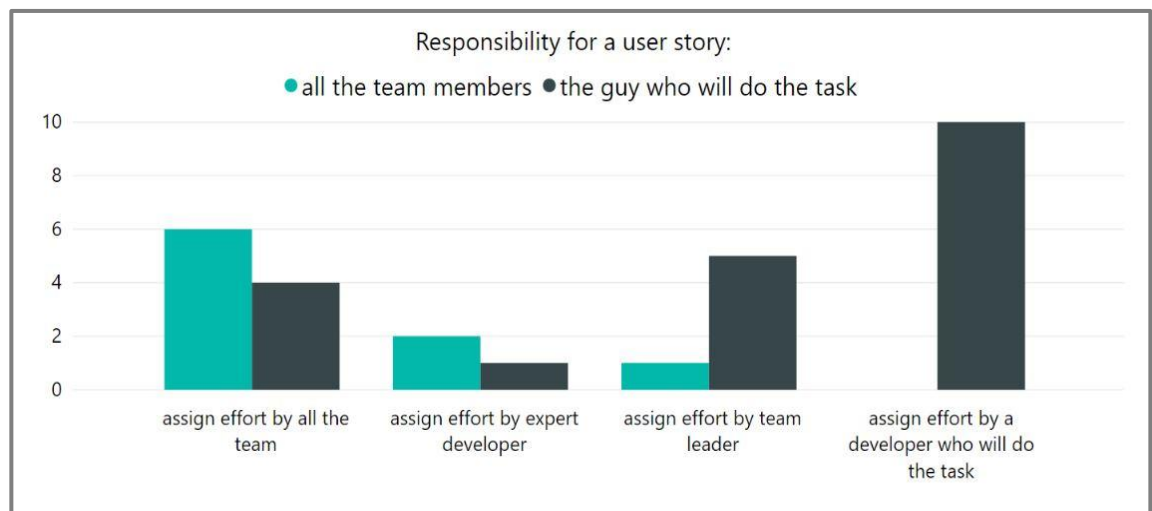 Responsibility for a user story:
all the team members the guy who will do the task
10
8
6
4
2
0
assign effort by all the
team
assign effort by expert
developer
assign effort by team
leader
assign effort by a
developer who will do
the task